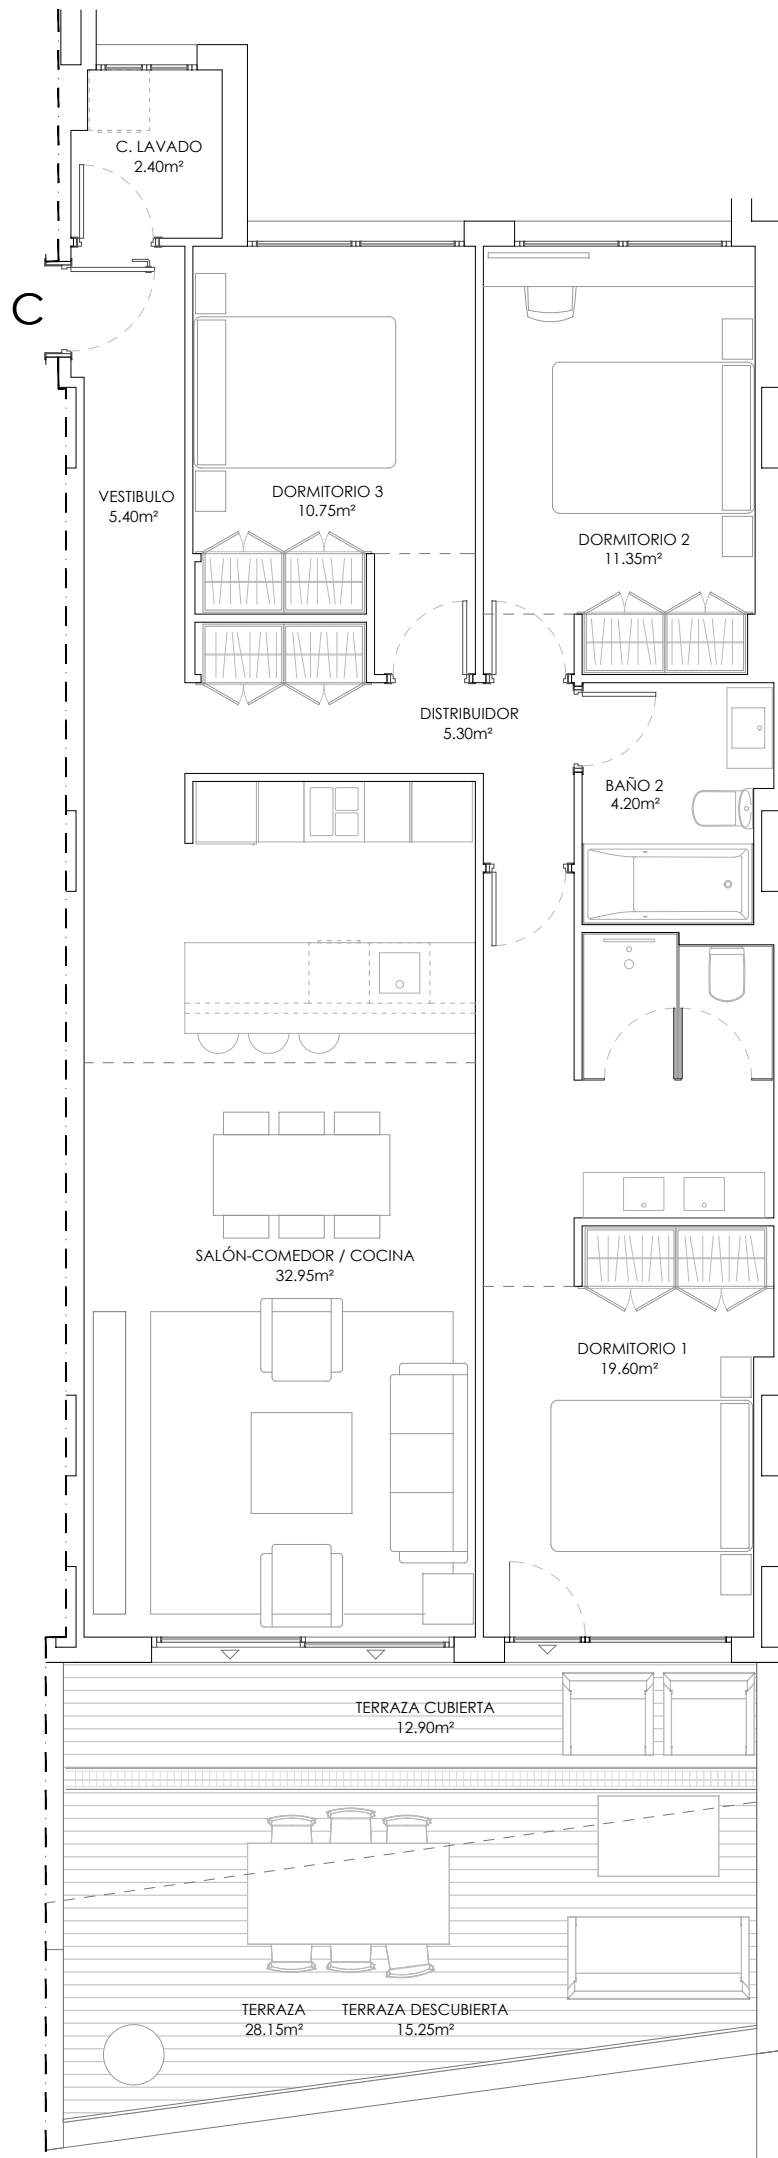 C. LAVADO
2.40m²
C
VESTIBULO
5.40m²
DORMITORIO 3
10.75m²
DORMITORIO 2
11.35m²
DISTRIBUIDOR
5.30m²
BAÑO 2
4.20m²
SALÓN-COMEDOR / COCINA
32.95m²
DORMITORIO 1
19.60m²
TERRAZA CUBIERTA
12.90m²
TERRAZA
28.15m²
TERRAZA DESCUBIERTA
15.25m²